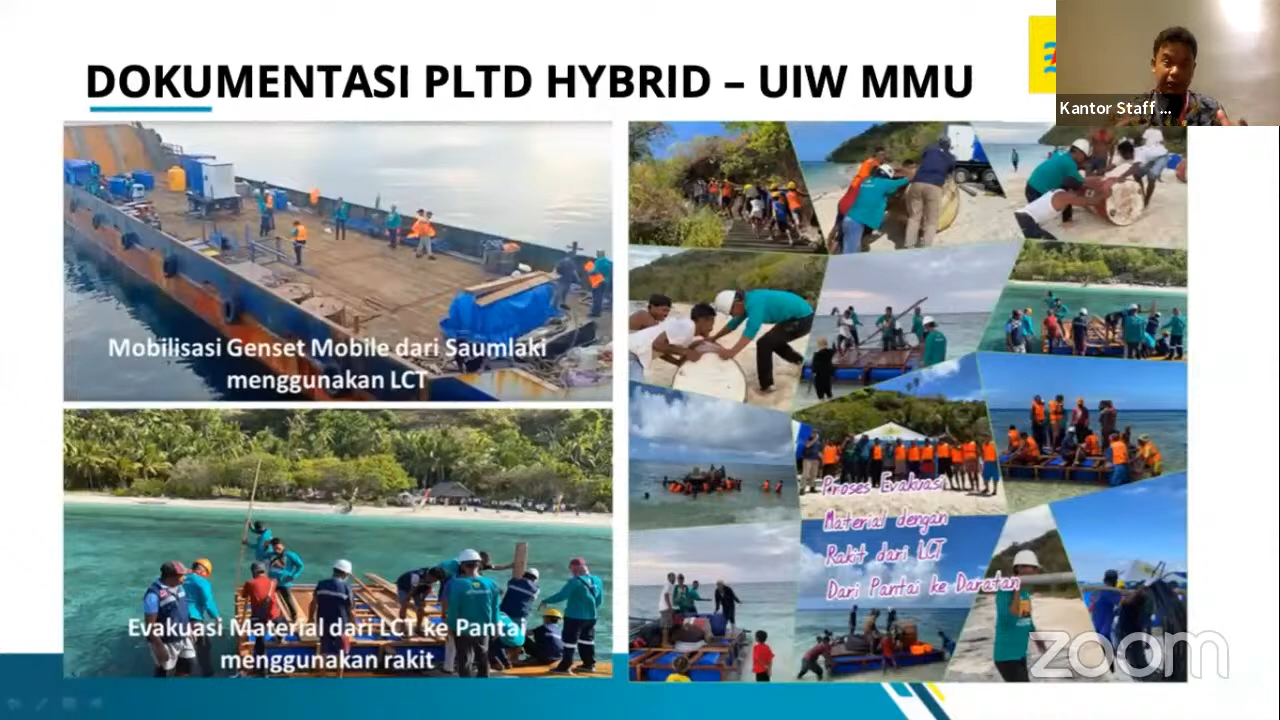 DOKUMENTASI PLTD HYBRID – UIW MMU
Kantor Staff ...
Mobilisasi Genset Mobile dari Saumlaki
menggunakan LCT
Evakuasi Material dari LCT ke Pantai
menggunakan rakit
Proses Evakuasi
Material dengan
Rakit dari LCT
Dari Pantai ke Daratan
zoom